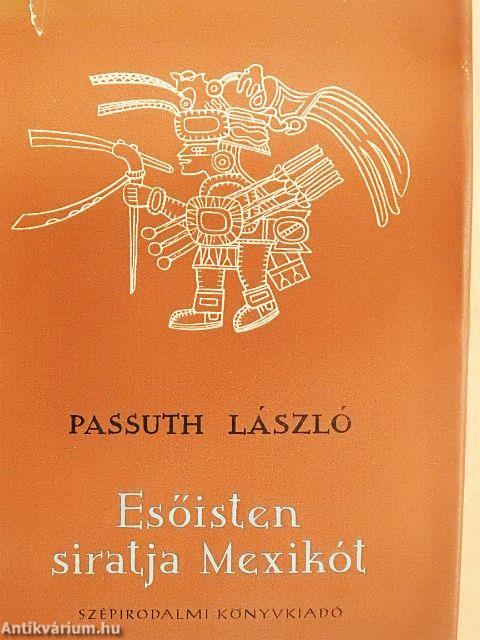 PASSUTH LÁSZLÓ
Esőisten
siratja Mexikót
SZÉPIRODALMI KÖNYVKIADÓ
Antikvárium.hu